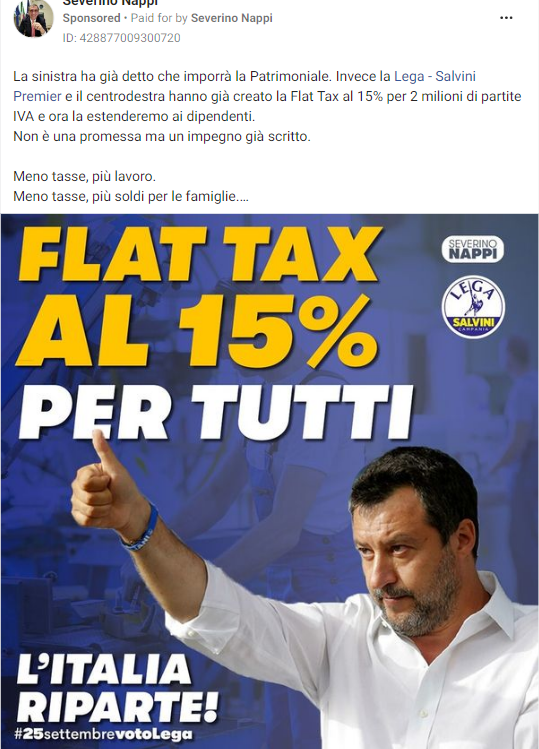 Severino Nappi
Sponsored • Paid for by Severino Nappi
ID: 428877009300720
La sinistra ha già detto che imporrà la Patrimoniale. Invece la Lega - Salvini
Premier e il centrodestra hanno già creato la Flat Tax al 15% per 2 milioni di partite
IVA e ora la estenderemo ai dipendenti.
Non è una promessa ma un impegno già scritto.
Meno tasse, più lavoro.
Meno tasse, più soldi per le famiglie....
FLAT TAX
AL 15%
PER TUTTI
SEVERINO
NAPPI
LEGA
SALVINI
CAMPANIA
L'ITALIA
RIPARTE!
#25settembrevotoLega